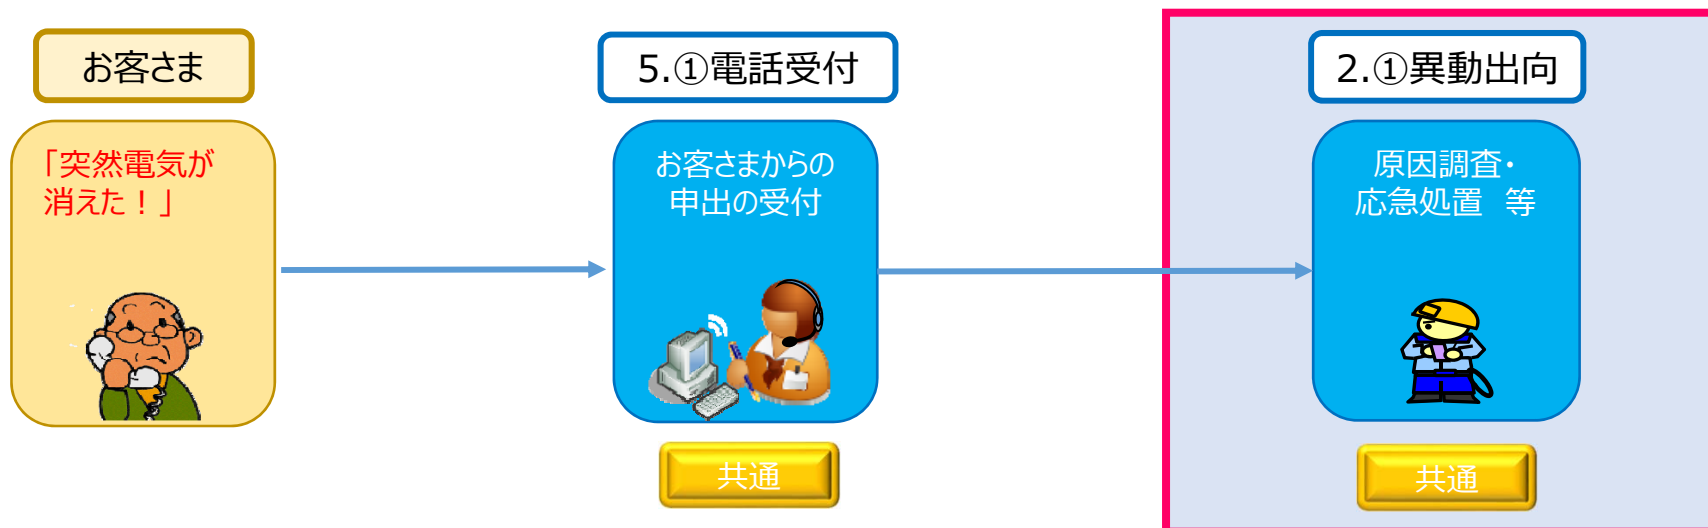 お客さま
5.①電話受付
2.①異動出向
「突然電気が
消えた！」
お客さまからの
申出の受付
原因調査・
応急処置　等
共通
共通